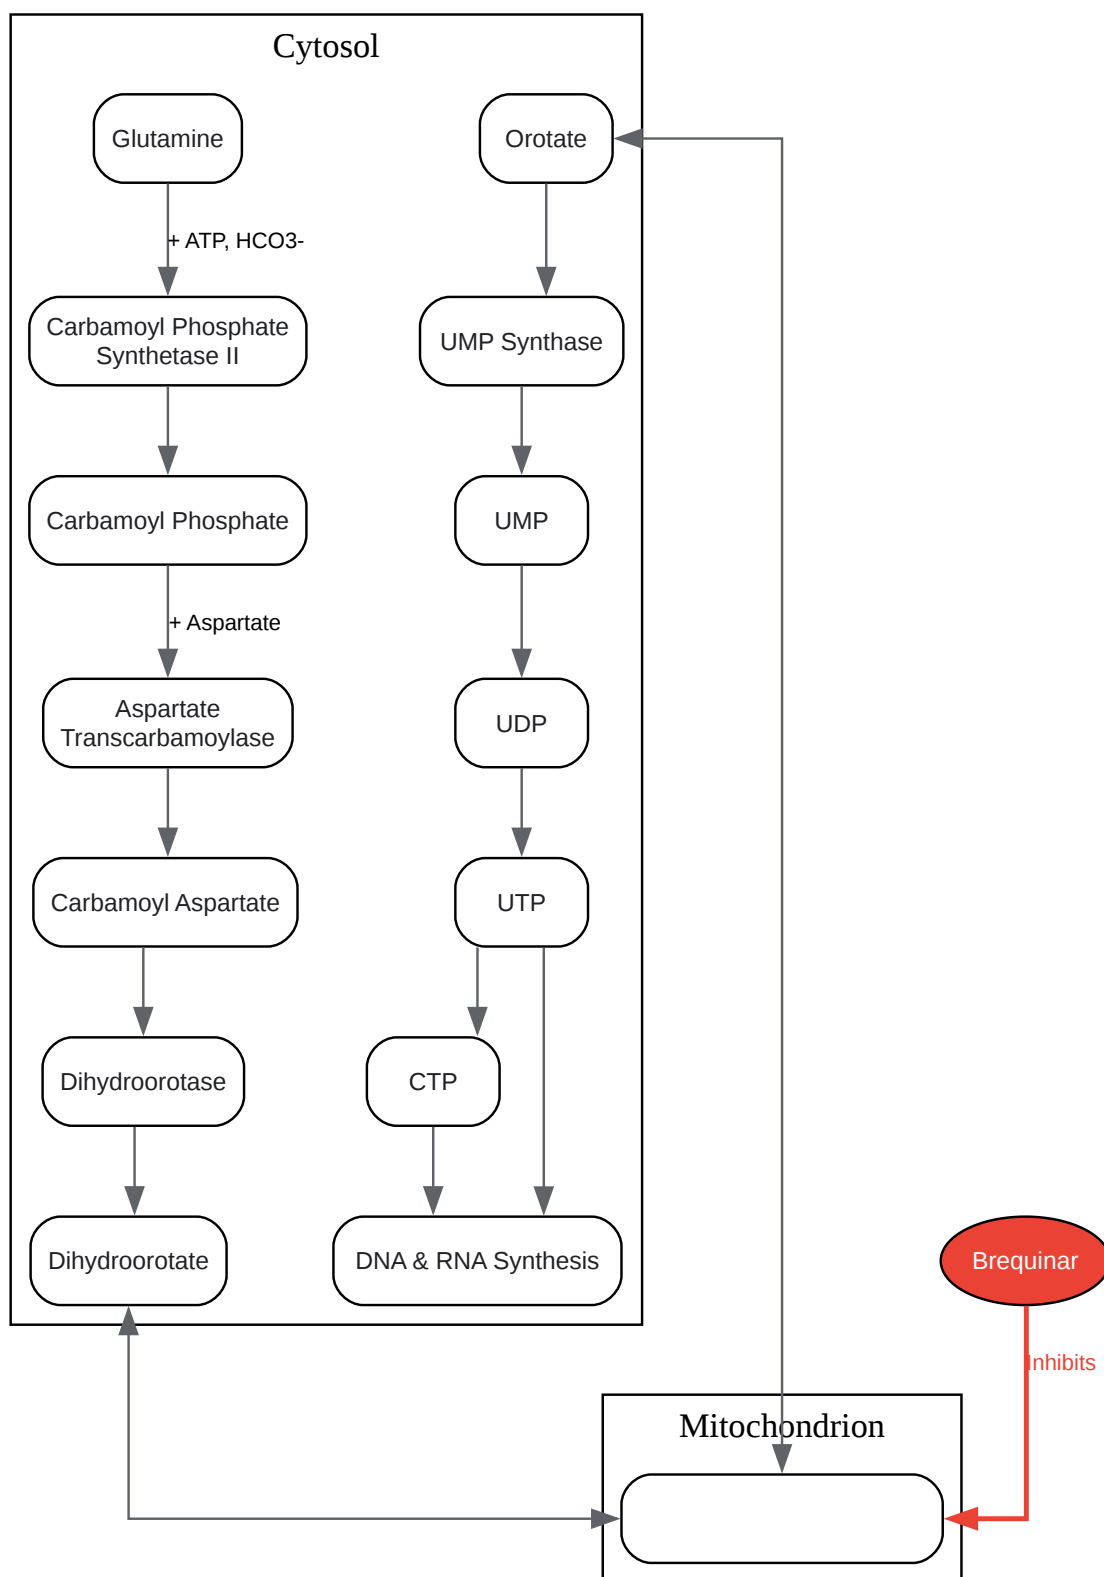 Cytosol
Glutamine
Orotate
+ ATP, HCO3-
Carbamoyl Phosphate
Synthetase II
UMP Synthase
Carbamoyl Phosphate
UMP
+ Aspartate
Aspartate
Transcarbamoylase
UDP
Carbamoyl Aspartate
UTP
Dihydroorotase
CTP
Dihydroorotate
DNA & RNA Synthesis
Brequinar
Inhibits
Mitochondrion